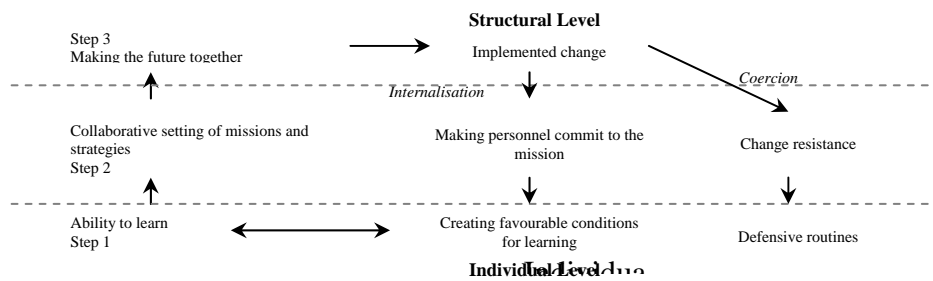 Structural Level
Step 3
Making the future together
Implemented change
Coercion
Internalisation
Collaborative setting of missions and
strategies
Step 2
Making personnel commit to the
mission
Change resistance
Ability to learn
Step 1
Creating favourable conditions
for learning
Defensive routines
Individual Level